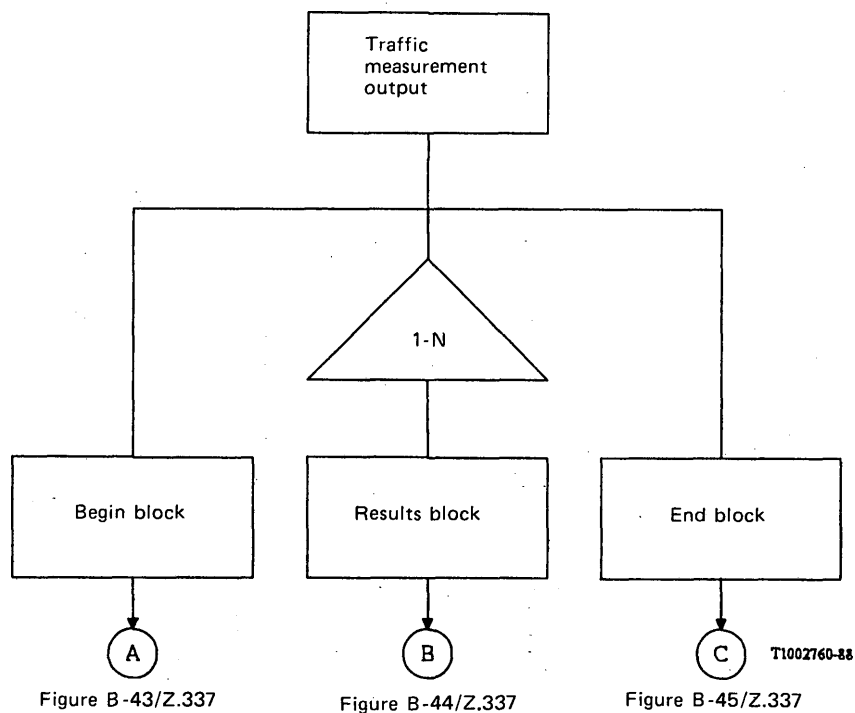 Traffic
measurement
output
1-N
Begin block
Results block
End block
A
B
C
T1002760-88
Figure B-43/Z.337
Figure B-44/Z.337
Figure B-45/Z.337